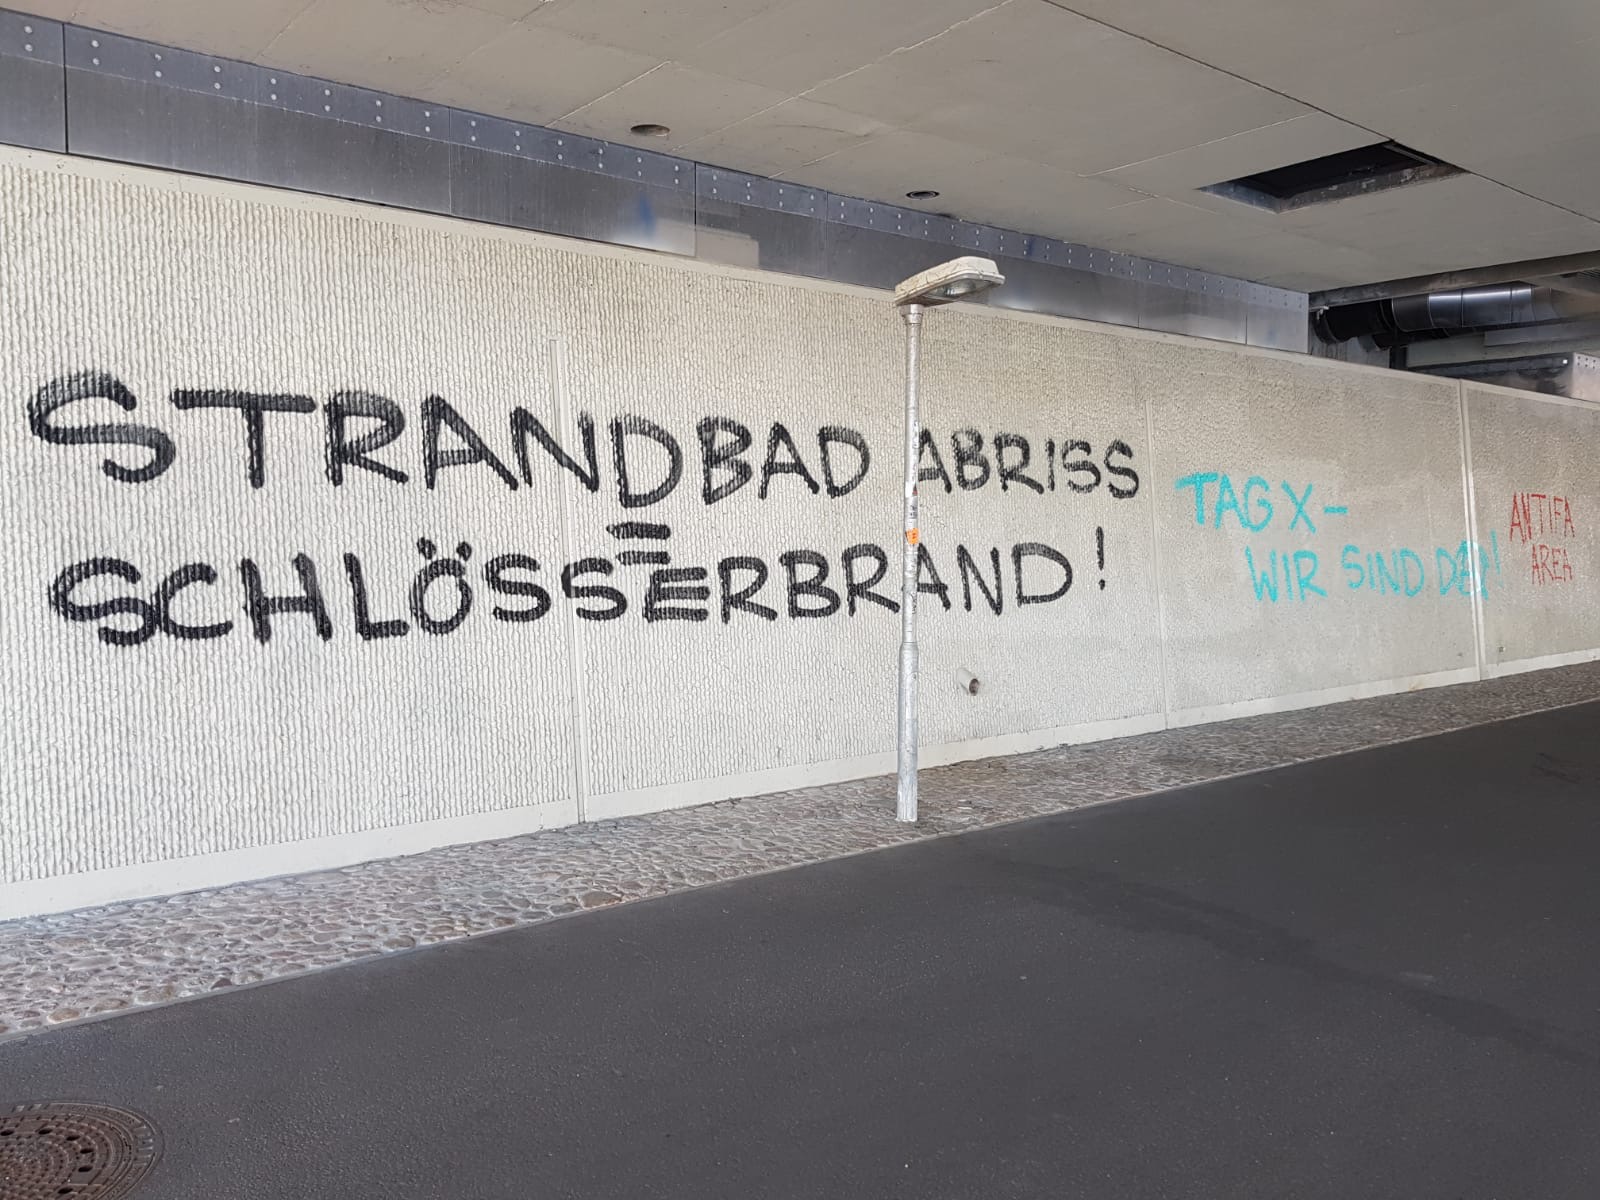 STRANDBAD ABRISS
=
SCHLÖSSERBRAND!
TAG X-
WIR SIND DA!
ANTIFA
AREA